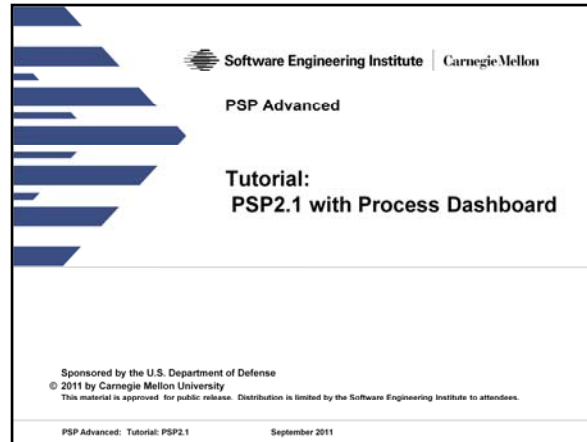 Software Engineering Institute | Carnegie Mellon
PSP Advanced
Tutorial:
PSP2.1 with Process Dashboard
Sponsored by the U.S. Department of Defense
© 2011 by Carnegie Mellon University
This material is approved for public release. Distribution is limited by the Software Engineering Institute to attendees.
PSP Advanced: Tutorial: PSP2.1 September 2011